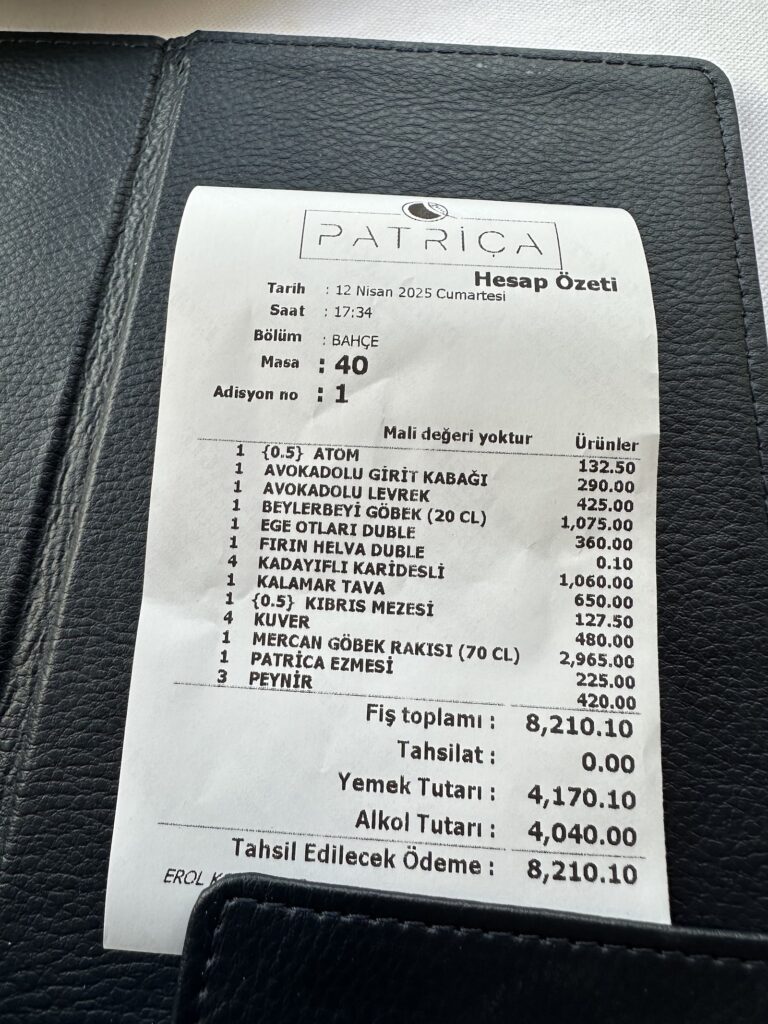 PATRİÇA
Hesap Özeti
Tarih : 12 Nisan 2025 Cumartesi
Saat : 17:34
Bölüm : BAHÇE
Masa : 40
Adisyon no : 1
Mali değeri yoktur Ürünler
1 {0.5} ATOM 132.50
1 AVOKADOLU GİRİT KABAĞI 290.00
1 AVOKADOLU LEVREK 425.00
1 BEYLERBEYİ GÖBEK (20 CL) 1,075.00
1 EGE OTLARI DUBLE 360.00
1 FIRIN HELVA DUBLE 0.10
4 KADAYIFLI KARİDESLİ 1,060.00
1 KALAMAR TAVA 650.00
1 {0.5} KIBRIS MEZESİ 127.50
4 KUVER 480.00
1 MERCAN GÖBEK RAKISI (70 CL) 2,965.00
1 PATRİCA EZMESİ 225.00
3 PEYNİR 420.00
Fiş toplamı : 8,210.10
Tahsilat : 0.00
Yemek Tutarı : 4,170.10
Alkol Tutarı : 4,040.00
Tahsil Edilecek Ödeme : 8,210.10
EROL